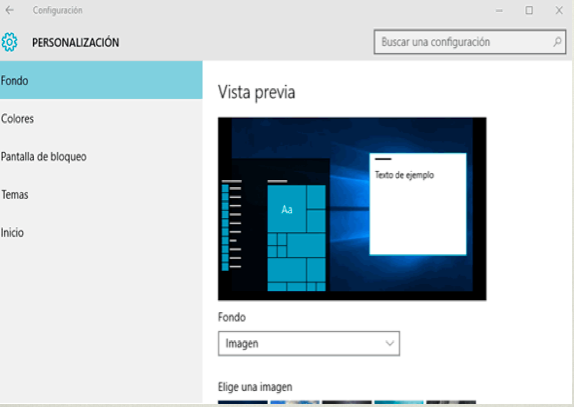 Configuración
PERSONALIZACIÓN
Buscar una configuración
Fondo
Colores
Pantalla de bloqueo
Temas
Inicio
Vista previa
Texto de ejemplo
Aa
Fondo
Imagen
Elige una imagen